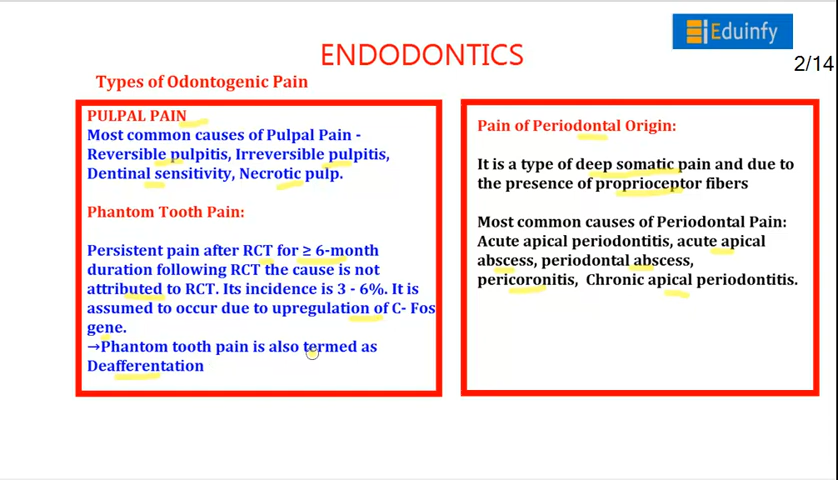 ENDODONTICS
Eduinfy
2/14
Types of Odontogenic Pain
PULPAL PAIN
Most common causes of Pulpal Pain -
Reversible pulpitis, Irreversible pulpitis,
Dentinal sensitivity, Necrotic pulp.
Phantom Tooth Pain:
Persistent pain after RCT for ≥ 6-month
duration following RCT the cause is not
attributed to RCT. Its incidence is 3 - 6%. It is
assumed to occur due to upregulation of C- Fos
gene.
→Phantom tooth pain is also termed as
Deafferentation
Pain of Periodontal Origin:
It is a type of deep somatic pain and due to
the presence of proprioceptor fibers
Most common causes of Periodontal Pain:
Acute apical periodontitis, acute apical
abscess, periodontal abscess,
pericoronitis, Chronic apical periodontitis.